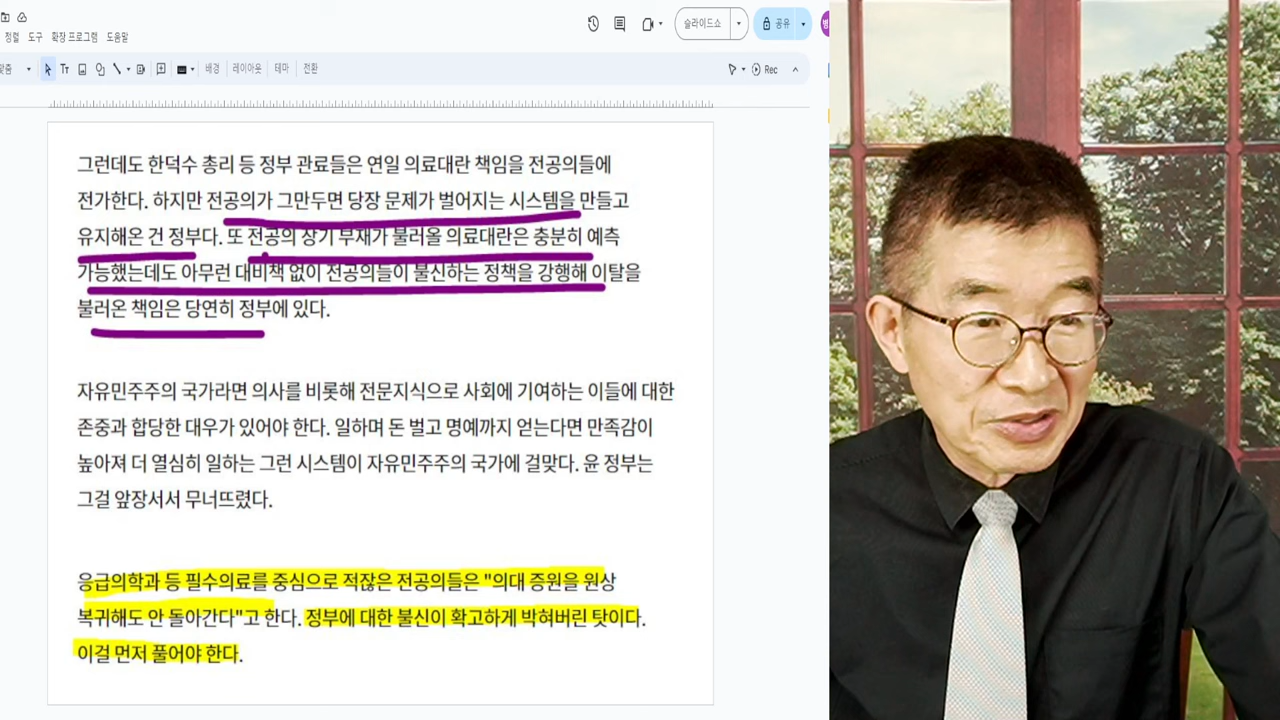 정렬 도구 확장 프로그램 도움말
슬라이드쇼
공유
배경 레이아웃 테마 전환
Rec
그런데도 한덕수 총리 등 정부 관료들은 연일 의료대란 책임을 전공의들에
전가한다. 하지만 전공의가 그만두면 당장 문제가 벌어지는 시스템을 만들고
유지해온 건 정부다. 또 전공의 장기 부재가 불러올 의료대란은 충분히 예측
가능했는데도 아무런 대비책 없이 전공의들이 불신하는 정책을 강행해 이탈을
불러온 책임은 당연히 정부에 있다.
자유민주주의 국가라면 의사를 비롯해 전문지식으로 사회에 기여하는 이들에 대한
존중과 합당한 대우가 있어야 한다. 일하며 돈 벌고 명예까지 얻는다면 만족감이
높아져 더 열심히 일하는 그런 시스템이 자유민주주의 국가에 걸맞다. 윤 정부는
그걸 앞장서서 무너뜨렸다.
응급의학과 등 필수의료를 중심으로 적잖은 전공의들은 "의대 증원을 원상
복귀해도 안 돌아간다"고 한다. 정부에 대한 불신이 확고하게 박혀버린 탓이다.
이걸 먼저 풀어야 한다.